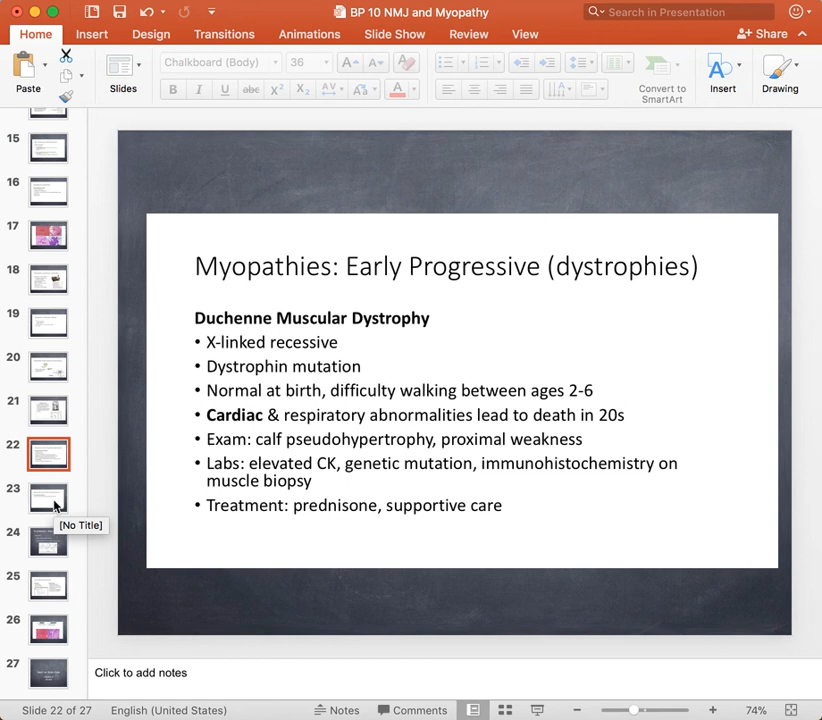 BP 10 NMJ and Myopathy
Search in Presentation
Home Insert Design Transitions Animations Slide Show Review View Share
Paste Slides Chalkboard (Body) 36 A A A Convert to SmartArt Insert Drawing
B I U abc X² X₂ AV Aa A
15
16
17
18
19
20
21
22
23
[No Title]
24
25
26
27
Myopathies: Early Progressive (dystrophies)
Duchenne Muscular Dystrophy
• X-linked recessive
• Dystrophin mutation
• Normal at birth, difficulty walking between ages 2-6
• Cardiac & respiratory abnormalities lead to death in 20s
• Exam: calf pseudohypertrophy, proximal weakness
• Labs: elevated CK, genetic mutation, immunohistochemistry on
muscle biopsy
• Treatment: prednisone, supportive care
Click to add notes
Slide 22 of 27 English (United States) Notes Comments 74%